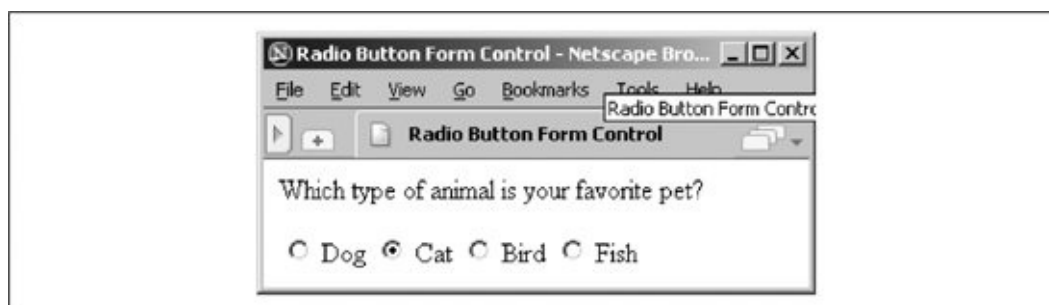 Radio Button Form Control - Netscape Bro...
File Edit View Go Bookmarks Tools Help
Radio Button Form Contro
Radio Button Form Control
Which type of animal is your favorite pet?
Dog Cat Bird Fish